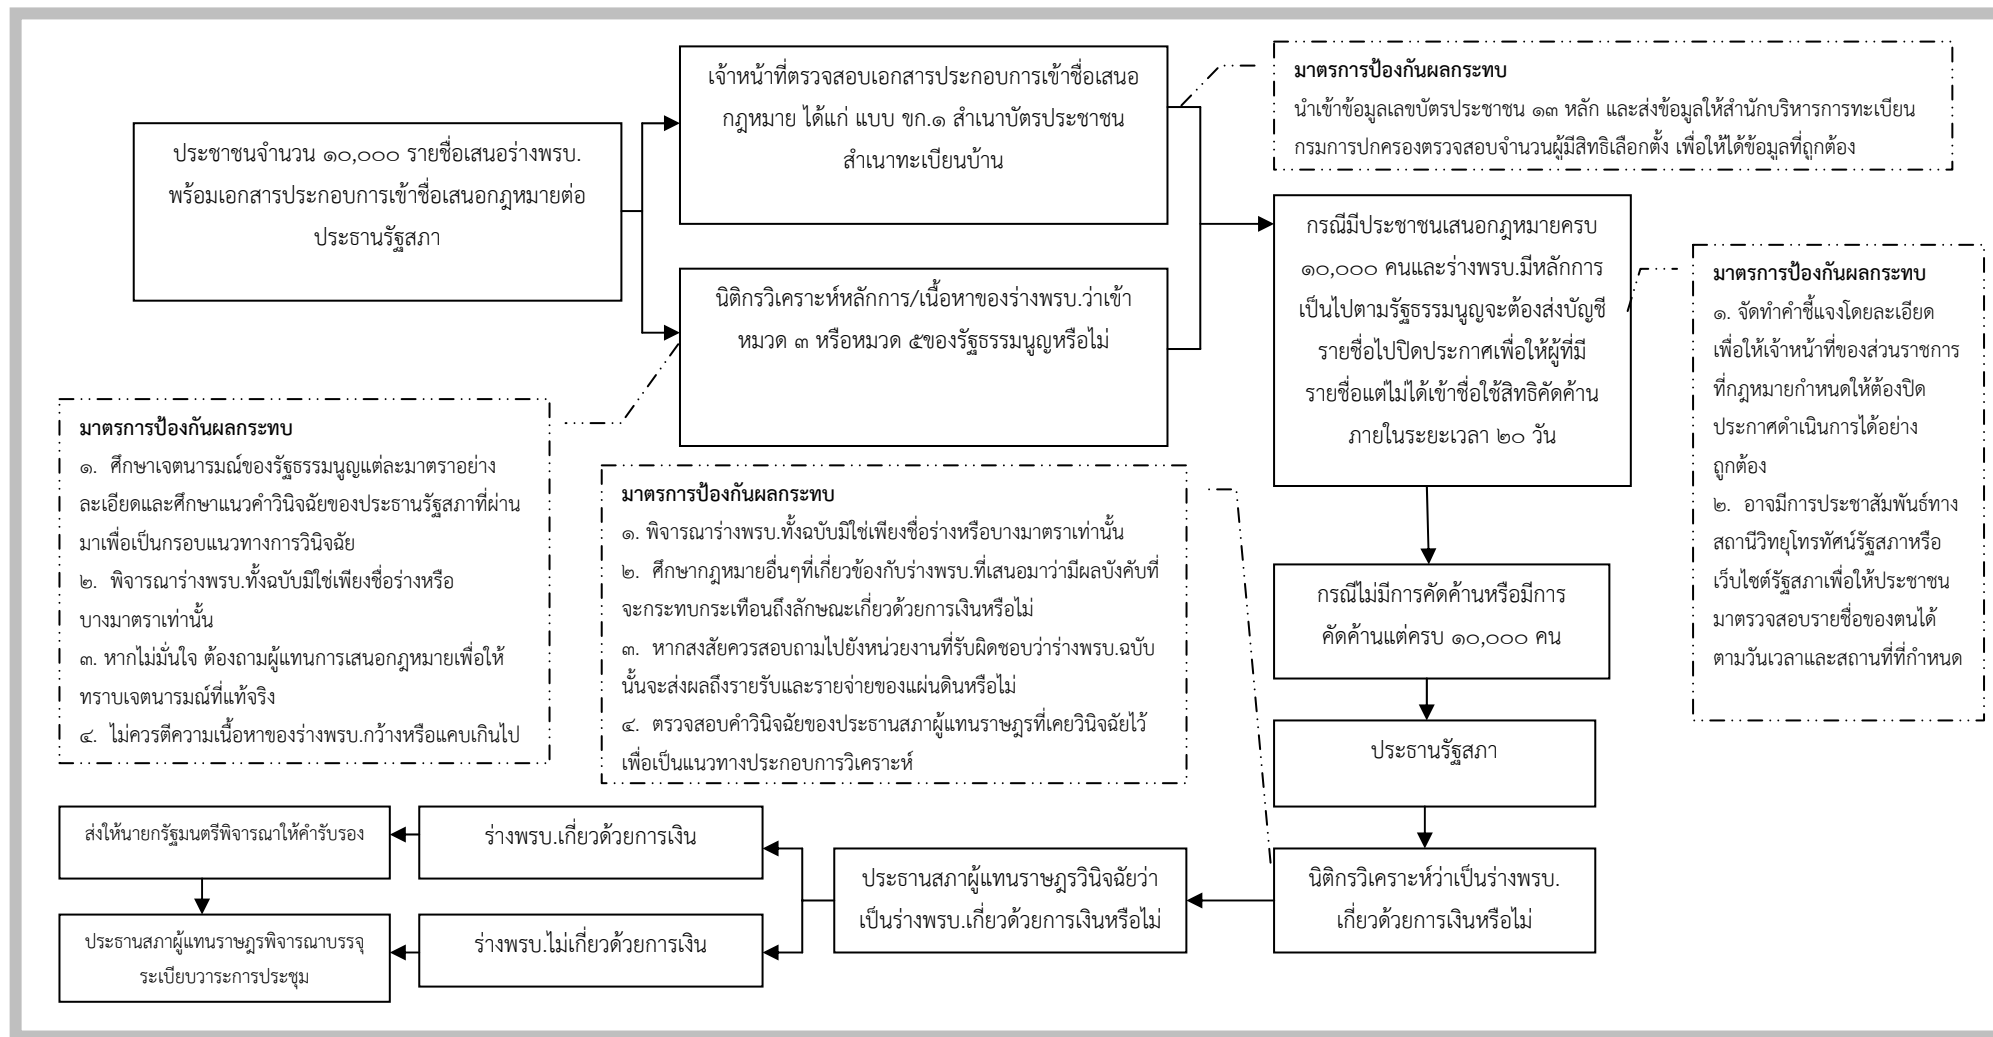 ประชาชนจำนวน ๑๐,๐๐๐ รายชื่อเสนอร่างพรบ.
พร้อมเอกสารประกอบการเข้าชื่อเสนอกฎหมายต่อ
ประธานรัฐสภา
เจ้าหน้าที่ตรวจสอบเอกสารประกอบการเข้าชื่อเสนอ
กฎหมาย ได้แก่ แบบ ขก.๑ สำเนาบัตรประชาชน
สำเนาทะเบียนบ้าน
มาตรการป้องกันผลกระทบ
นำเข้าข้อมูลเลขบัตรประชาชน ๑๓ หลัก และส่งข้อมูลให้สำนักบริหารการทะเบียน
กรมการปกครองตรวจสอบจำนวนผู้มีสิทธิเลือกตั้ง เพื่อให้ได้ข้อมูลที่ถูกต้อง
นิติกรวิเคราะห์หลักการ/เนื้อหาของร่างพรบ.ว่าเข้า
หมวด ๓ หรือหมวด ๕ของรัฐธรรมนูญหรือไม่
กรณีมีประชาชนเสนอกฎหมายครบ
๑๐,๐๐๐ คนและร่างพรบ.มีหลักการ
เป็นไปตามรัฐธรรมนูญจะต้องส่งบัญชี
รายชื่อไปปิดประกาศเพื่อให้ผู้ที่มี
รายชื่อแต่ไม่ได้เข้าชื่อใช้สิทธิคัดค้าน
ภายในระยะเวลา ๒๐ วัน
มาตรการป้องกันผลกระทบ
๑. จัดทำคำชี้แจงโดยละเอียด
เพื่อให้เจ้าหน้าที่ของส่วนราชการ
ที่กฎหมายกำหนดให้ต้องปิด
ประกาศดำเนินการได้อย่าง
ถูกต้อง
๒. อาจมีการประชาสัมพันธ์ทาง
สถานีวิทยุโทรทัศน์รัฐสภาหรือ
เว็บไซต์รัฐสภาเพื่อให้ประชาชน
มาตรวจสอบรายชื่อของตนได้
ตามวันเวลาและสถานที่ที่กำหนด
มาตรการป้องกันผลกระทบ
๑. ศึกษาเจตนารมณ์ของรัฐธรรมนูญแต่ละมาตราอย่าง
ละเอียดและศึกษาแนวคำวินิจฉัยของประธานรัฐสภาที่ผ่าน
มาเพื่อเป็นกรอบแนวทางการวินิจฉัย
๒. พิจารณาร่างพรบ.ทั้งฉบับมิใช่เพียงชื่อร่างหรือ
บางมาตราเท่านั้น
๓. หากไม่มั่นใจ ต้องถามผู้แทนการเสนอกฎหมายเพื่อให้
ทราบเจตนารมณ์ที่แท้จริง
๔. ไม่ควรตีความเนื้อหาของร่างพรบ.กว้างหรือแคบเกินไป
มาตรการป้องกันผลกระทบ
๑. พิจารณาร่างพรบ.ทั้งฉบับมิใช่เพียงชื่อร่างหรือบางมาตราเท่านั้น
๒. ศึกษากฎหมายอื่นๆที่เกี่ยวข้องกับร่างพรบ.ที่เสนอมาว่ามีผลบังคับที่
จะกระทบกระเทือนถึงลักษณะเกี่ยวด้วยการเงินหรือไม่
๓. หากสงสัยควรสอบถามไปยังหน่วยงานที่รับผิดชอบว่าร่างพรบ.ฉบับ
นั้นจะส่งผลถึงรายรับและรายจ่ายของแผ่นดินหรือไม่
๔. ตรวจสอบคำวินิจฉัยของประธานสภาผู้แทนราษฎรที่เคยวินิจฉัยไว้
เพื่อเป็นแนวทางประกอบการวิเคราะห์
กรณีไม่มีการคัดค้านหรือมีการ
คัดค้านแต่ครบ ๑๐,๐๐๐ คน
ประธานรัฐสภา
นิติกรวิเคราะห์ว่าเป็นร่างพรบ.
เกี่ยวด้วยการเงินหรือไม่
ประธานสภาผู้แทนราษฎรวินิจฉัยว่า
เป็นร่างพรบ.เกี่ยวด้วยการเงินหรือไม่
ร่างพรบ.เกี่ยวด้วยการเงิน
ส่งให้นายกรัฐมนตรีพิจารณาให้คำรับรอง
ร่างพรบ.ไม่เกี่ยวด้วยการเงิน
ประธานสภาผู้แทนราษฎรพิจารณาบรรจุ
ระเบียบวาระการประชุม